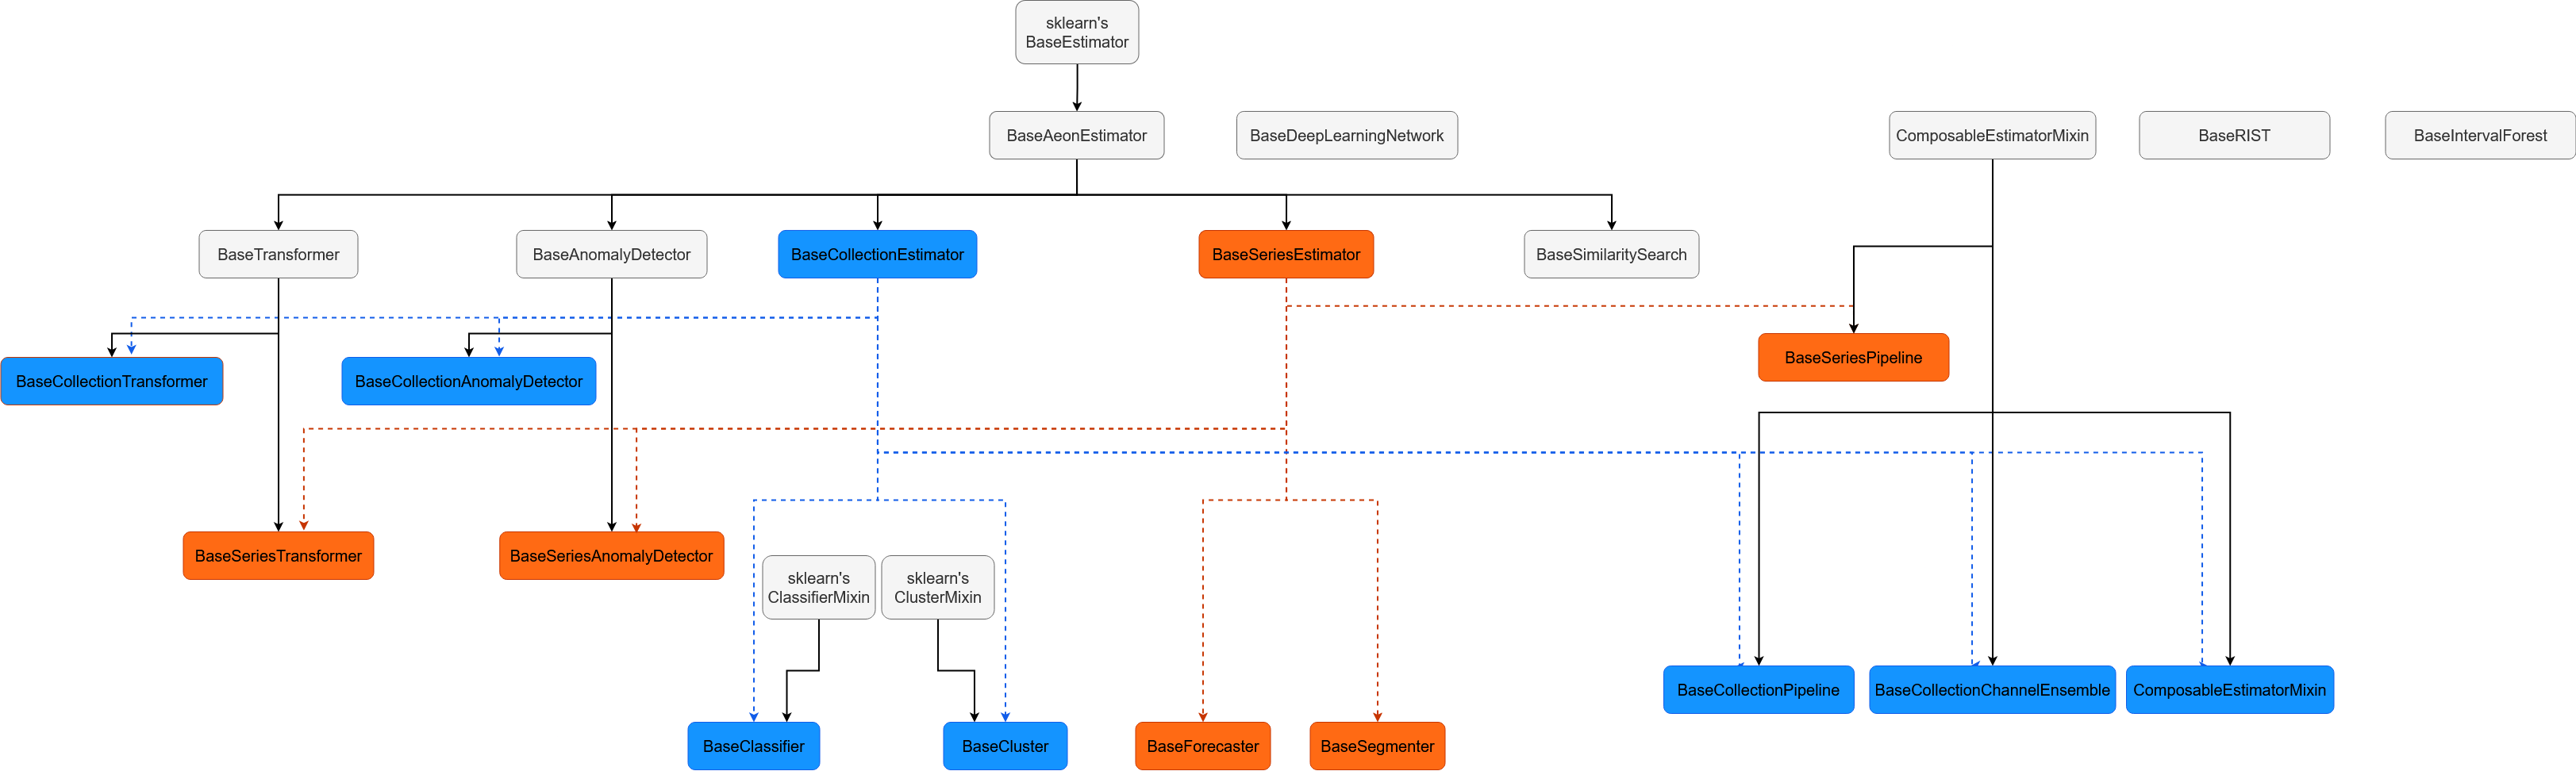 sklearn's
BaseEstimator
BaseAeonEstimator
BaseDeepLearningNetwork
ComposableEstimatorMixin
BaseRIST
BaseIntervalForest
BaseTransformer
BaseAnomalyDetector
BaseCollectionEstimator
BaseSeriesEstimator
BaseSimilaritySearch
BaseSeriesPipeline
BaseCollectionTransformer
BaseCollectionAnomalyDetector
BaseSeriesTransformer
BaseSeriesAnomalyDetector
sklearn's
ClassifierMixin
sklearn's
ClusterMixin
BaseCollectionPipeline
BaseCollectionChannelEnsemble
ComposableEstimatorMixin
BaseClassifier
BaseCluster
BaseForecaster
BaseSegmenter